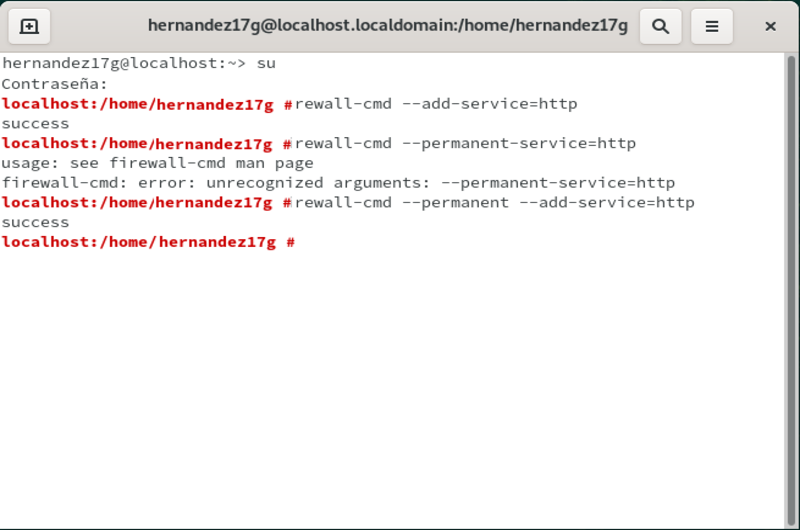 hernandez17g@localhost.localdomain:/home/hernandez17g
hernandez17g@localhost:~> su
Contraseña:
localhost:/home/hernandez17g #rewall-cmd --add-service=http
success
localhost:/home/hernandez17g #rewall-cmd --permanent-service=http
usage: see firewall-cmd man page
firewall-cmd: error: unrecognized arguments: --permanent-service=http
localhost:/home/hernandez17g #rewall-cmd --permanent --add-service=http
success
localhost:/home/hernandez17g #